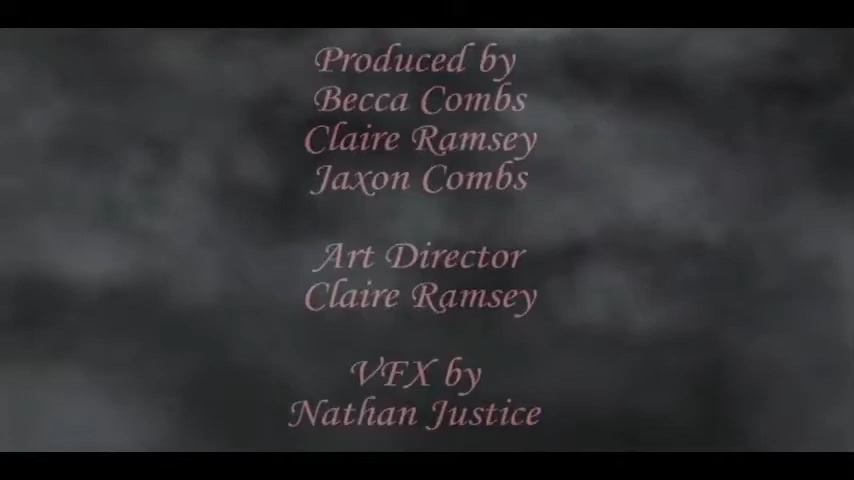 Produced by
Becca Combs
Claire Ramsey
Jaxon Combs
Art Director
Claire Ramsey
VFX by
Nathan Justice